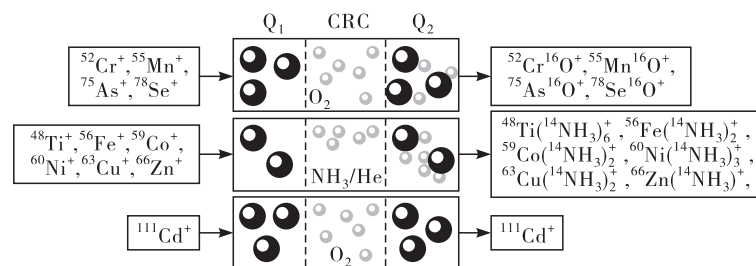 Q₁ CRC Q₂
⁵²Cr⁺,⁵⁵Mn⁺,
⁷⁵As⁺,⁷⁸Se⁺
O₂
⁵²Cr¹⁶O⁺,⁵⁵Mn¹⁶O⁺,
⁷⁵As¹⁶O⁺,⁷⁸Se¹⁶O⁺
⁴⁸Ti⁺,⁵⁶Fe⁺,⁵⁹Co⁺,
⁶⁰Ni⁺,⁶³Cu⁺,⁶⁶Zn⁺
NH₃/He
⁴⁸Ti(¹⁴NH₃)₆⁺,⁵⁶Fe(¹⁴NH₃)₂⁺,
⁵⁹Co(¹⁴NH₃)₂⁺,⁶⁰Ni(¹⁴NH₃)₃⁺,
⁶³Cu(¹⁴NH₃)₂⁺,⁶⁶Zn(¹⁴NH₃)⁺,
¹¹¹Cd⁺
O₂
¹¹¹Cd⁺